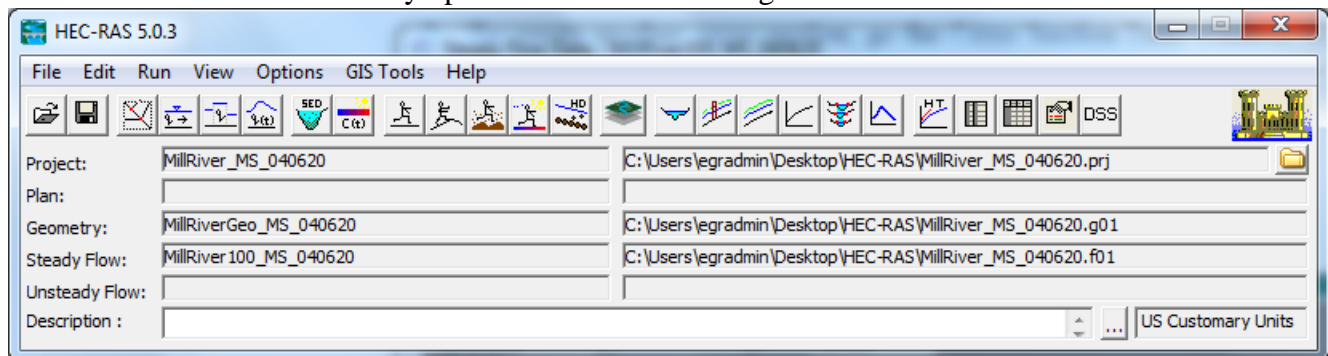 HEC-RAS 5.0.3
File Edit Run View Options GIS Tools Help
SED C(t) HD HT DSS
Project: MillRiver_MS_040620 C:\Users\egradmin\Desktop\HEC-RAS\MillRiver_MS_040620.prj
Plan:
Geometry: MillRiverGeo_MS_040620 C:\Users\egradmin\Desktop\HEC-RAS\MillRiver_MS_040620.g01
Steady Flow: MillRiver100_MS_040620 C:\Users\egradmin\Desktop\HEC-RAS\MillRiver_MS_040620.f01
Unsteady Flow:
Description : ... US Customary Units